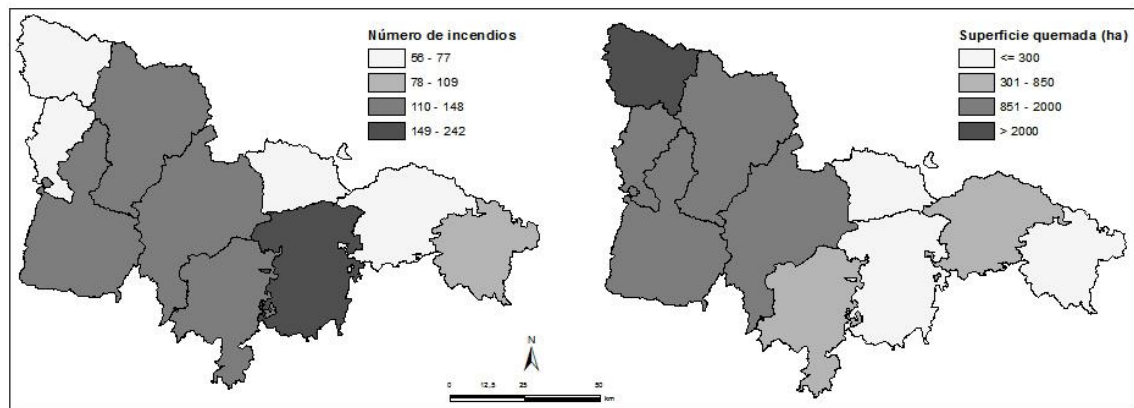 Número de incendios
56 - 77
78 - 109
110 - 148
149 - 242
Superficie quemada (ha)
<= 300
301 - 850
851 - 2000
> 2000
N
0 12,5 25 50
km